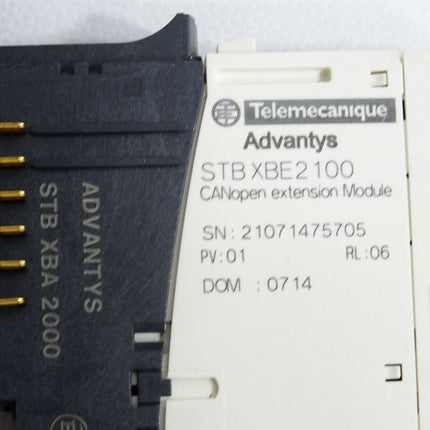 ADVANTYS
STB XBA 2000
Telemecanique
Advantys
STB XBE2100
CANopen extension Module
SN: 21071475705
PV:01 RL:06
DOM : 0714